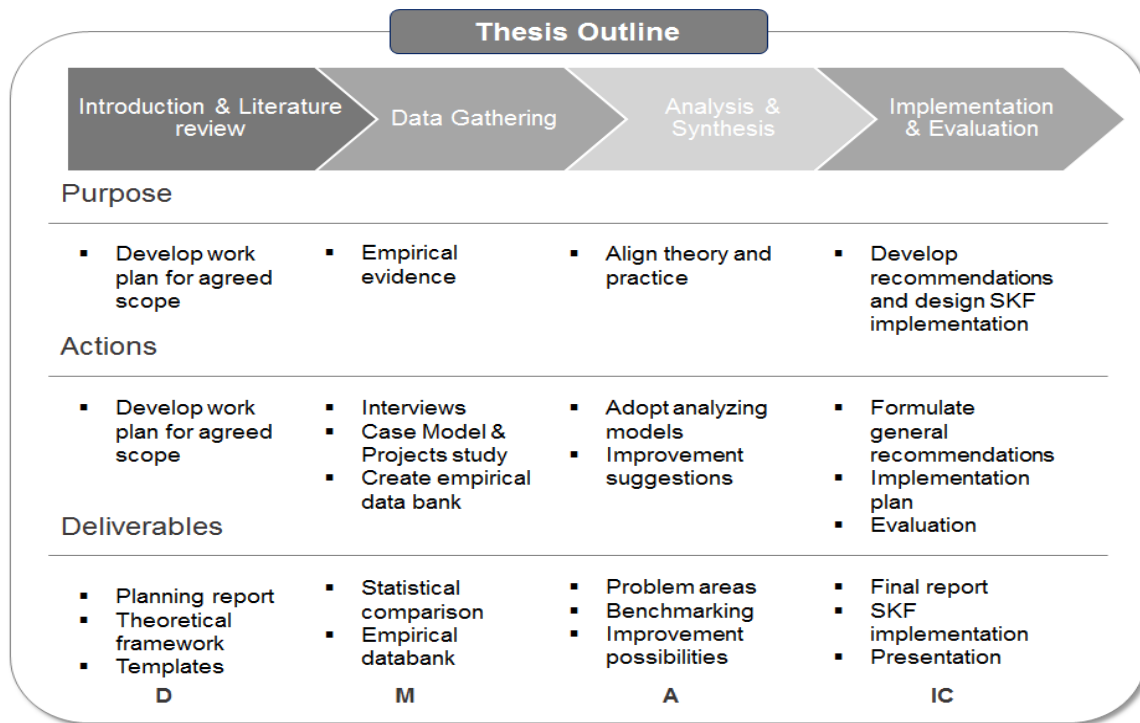 Thesis Outline
Introduction & Literature
review
Data Gathering
Analysis &
Synthesis
Implementation
& Evaluation
Purpose
▪ Develop work
plan for agreed
scope
▪ Empirical
evidence
▪ Align theory and
practice
▪ Develop
recommendations
and design SKF
implementation
Actions
▪ Develop work
plan for agreed
scope
▪ Interviews
▪ Case Model &
Projects study
▪ Create empirical
data bank
▪ Adopt analyzing
models
▪ Improvement
suggestions
▪ Formulate
general
recommendations
▪ Implementation
plan
▪ Evaluation
Deliverables
▪ Planning report
▪ Theoretical
framework
▪ Templates
▪ Statistical
comparison
▪ Empirical
databank
▪ Problem areas
▪ Benchmarking
▪ Improvement
possibilities
▪ Final report
▪ SKF
implementation
▪ Presentation
D
M
A
IC